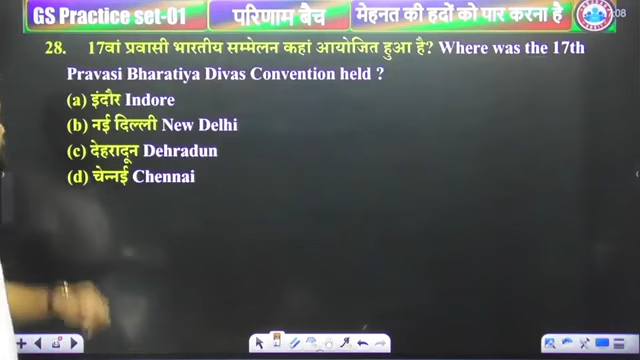 GS Practice set-01 परिणाम बैच मेहनत की हदों को पार करना है
28. 17वां प्रवासी भारतीय सम्मेलन कहां आयोजित हुआ है? Where was the 17th
Pravasi Bharatiya Divas Convention held ?
(a) इंदौर Indore
(b) नई दिल्ली New Delhi
(c) देहरादून Dehradun
(d) चेन्नई Chennai